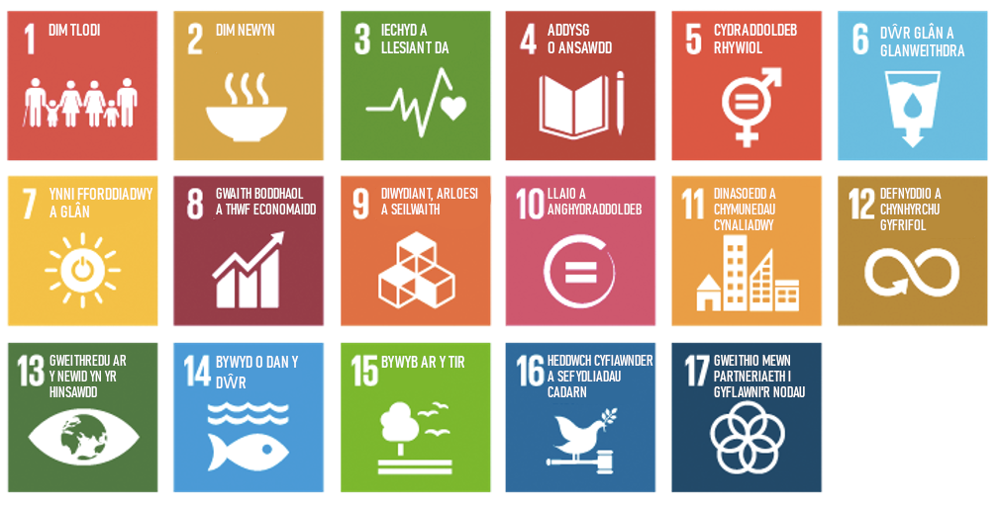 1 DIM TLODI
2 DIM NEWYN
3 IECHYD A
LLESIANT DA
4 ADDYSG
O ANSAWDD
5 CYDRADDOLDEB
RHYWIOL
6 DŴR GLÂN A
GLANWEITHDRA
7 YNNI FFORDDIADWY
A GLÂN
8 GWAITH BODDHAOL
A THWF ECONOMAIDD
9 DIWYDIANT, ARLOESI
A SEILWAITH
10 LLAIO A
ANGHYDRADDOLDEB
11 DINASOEDD A
CHYMUNEDAU
CYNALIADWY
12 DEFNYDDIO A
CHYNHYRCHU
GYFRIFOL
13 GWEITHREDU AR
Y NEWID YN YR
HINSAWDD
14 BYWYD O DAN Y
DŴR
15 BYWYB AR Y TIR
16 HEDDWCH CYFIAWNDER
A SEFYDLIADAU
CADARN
17 GWEITHIO MEWN
PARTNERIAETH I
GYFLAWNI'R NODAU